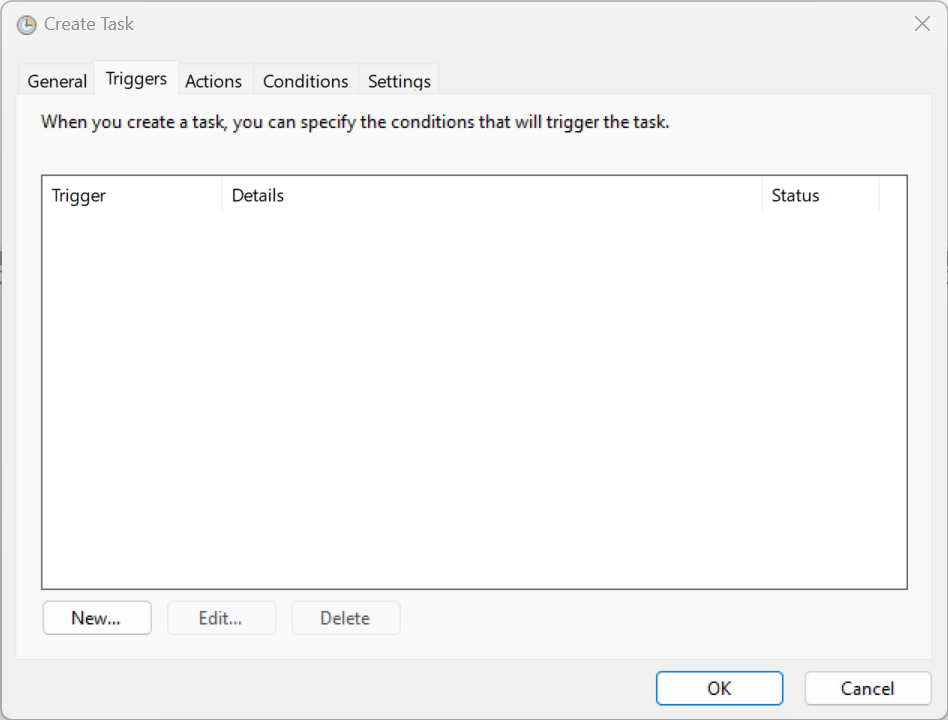 Create Task
General Triggers Actions Conditions Settings
When you create a task, you can specify the conditions that will trigger the task.
Trigger Details Status
New... Edit... Delete
OK Cancel